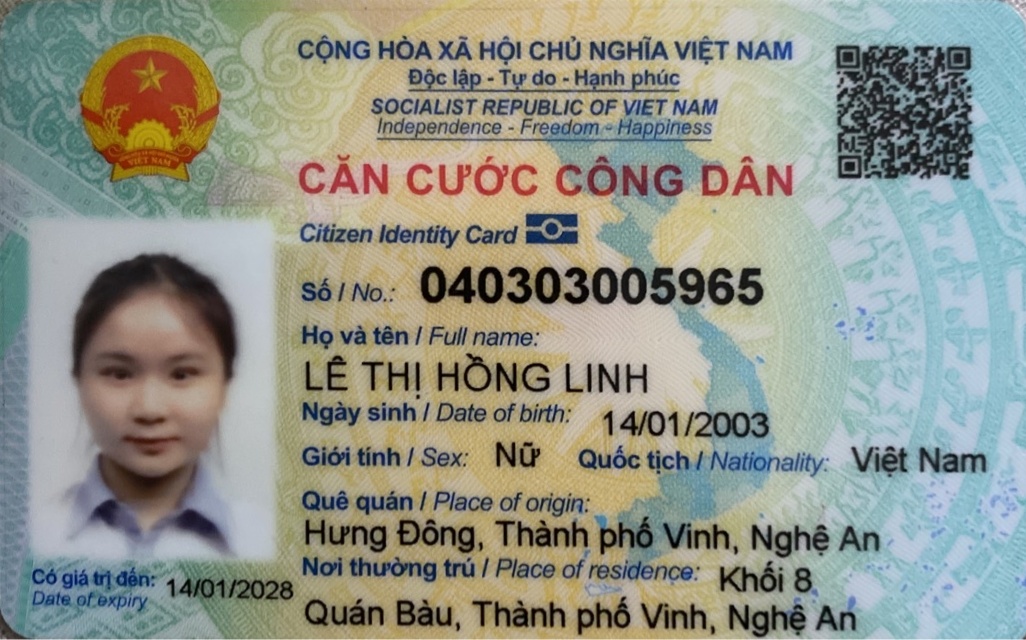 CỘNG HÒA XÃ HỘI CHỦ NGHĨA VIỆT NAM
Độc lập - Tự do - Hạnh phúc
SOCIALIST REPUBLIC OF VIET NAM
Independence - Freedom - Happiness
CĂN CƯỚC CÔNG DÂN
Citizen Identity Card
Số / No.: 040303005965
Họ và tên / Full name:
LÊ THỊ HỒNG LINH
Ngày sinh / Date of birth: 14/01/2003
Giới tính / Sex: Nữ Quốc tịch / Nationality: Việt Nam
Quê quán / Place of origin:
Hưng Đông, Thành phố Vinh, Nghệ An
Nơi thường trú / Place of residence: Khối 8
Quán Bàu, Thành phố Vinh, Nghệ An
Có giá trị đến: 14/01/2028
Date of expiry
VIỆT NAM